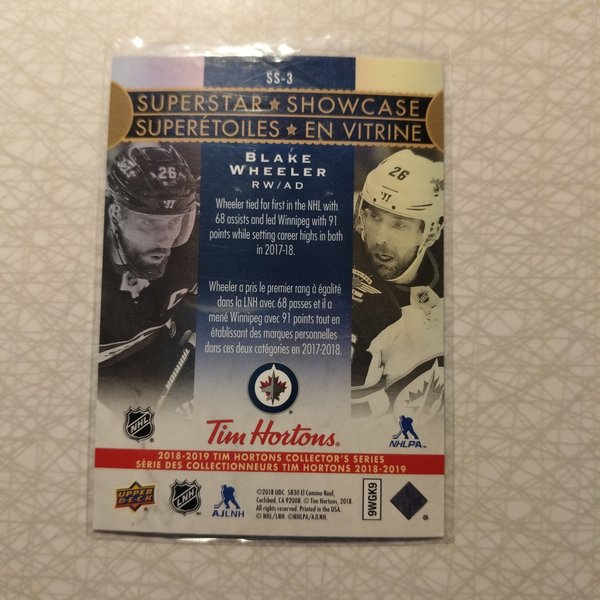 SS-3
SUPERSTAR ★ SHOWCASE
SUPERÉTOILES ★ EN VITRINE
BLAKE
WHEELER
RW/AD
26
26
Wheeler tied for first in the NHL with
68 assists and led Winnipeg with 91
points while setting career highs in both
in 2017-18.
Wheeler a pris le premier rang à égalité
dans la LNH avec 68 passes et il a
mené Winnipeg avec 91 points tout en
établissant des marques personnelles
dans ces deux catégories en 2017-2018.
NHL
Tim Hortons®
NHLPA™
2018-2019 TIM HORTONS COLLECTOR'S SERIES
SÉRIE DES COLLECTIONNEURS TIM HORTONS 2018-2019
UPPER
DECK
LNH
AJLNH
©2018 UDC. 5830 El Camino Real,
Carlsbad, CA 92008. © Tim Hortons, 2018.
All rights reserved. Printed in the USA.
© NHL/LNH. ©NHLPA/AJLNH.
9WGK9
®